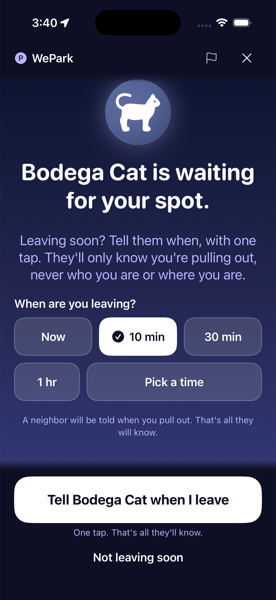 3:40
P WePark
Bodega Cat is waiting
for your spot.
Leaving soon? Tell them when, with one
tap. They'll only know you're pulling out,
never who you are or where you are.
When are you leaving?
Now
10 min
30 min
1 hr
Pick a time
A neighbor will be told when you pull out. That's all they
will know.
Tell Bodega Cat when I leave
One tap. That's all they'll know.
Not leaving soon